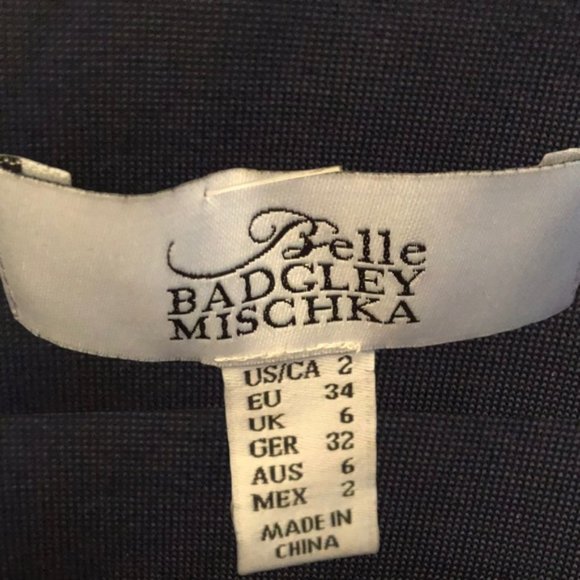 Belle
BADGLEY
MISCHKA
US/CA 2
EU 34
UK 6
GER 32
AUS 6
MEX 2
MADE IN
CHINA